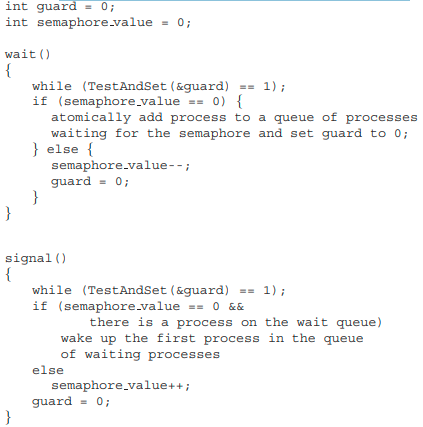 int guard = 0;
int semaphore_value = 0;
wait()
{
while (TestAndSet(&guard) == 1);
if (semaphore_value == 0) {
atomically add process to a queue of processes
waiting for the semaphore and set guard to 0;
} else {
semaphore_value--;
guard = 0;
}
}
signal()
{
while (TestAndSet(&guard) == 1);
if (semaphore_value == 0 &&
there is a process on the wait queue)
wake up the first process in the queue
of waiting processes
else
semaphore_value++;
guard = 0;
}